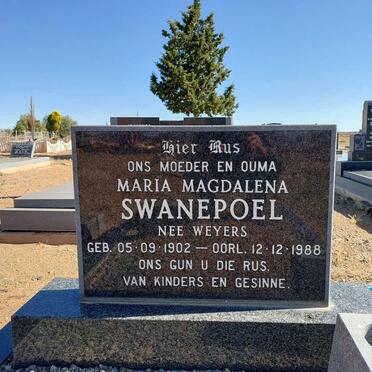 Hier Rus
ONS MOEDER EN OUMA
MARIA MAGDALENA
SWANEPOEL
NEE WEYERS
GEB. 05·09·1902 — OORL. 12·12·1988
ONS GUN U DIE RUS.
VAN KINDERS EN GESINNE.